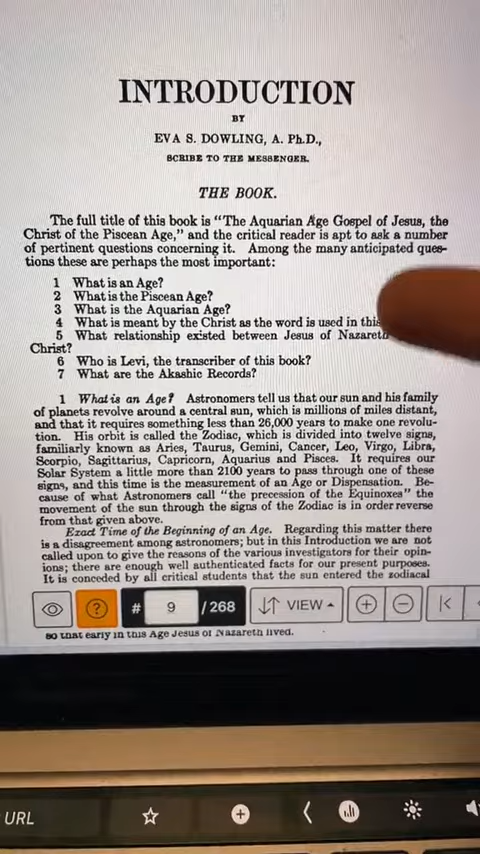 INTRODUCTION
BY
EVA S. DOWLING, A. Ph.D.,
SCRIBE TO THE MESSENGER.
THE BOOK.
The full title of this book is “The Aquarian Age Gospel of Jesus, the
Christ of the Piscean Age,” and the critical reader is apt to ask a number
of pertinent questions concerning it. Among the many anticipated ques-
tions these are perhaps the most important:
1 What is an Age?
2 What is the Piscean Age?
3 What is the Aquarian Age?
4 What is meant by the Christ as the word is used in this
5 What relationship existed between Jesus of Nazareth
Christ?
6 Who is Levi, the transcriber of this book?
7 What are the Akashic Records?
1 What is an Age? Astronomers tell us that our sun and his family
of planets revolve around a central sun, which is millions of miles distant,
and that it requires something less than 26,000 years to make one revolu-
tion. His orbit is called the Zodiac, which is divided into twelve signs,
familiarly known as Aries, Taurus, Gemini, Cancer, Leo, Virgo, Libra,
Scorpio, Sagittarius, Capricorn, Aquarius and Pisces. It requires our
Solar System a little more than 2100 years to pass through one of these
signs, and this time is the measurement of an Age or Dispensation. Be-
cause of what Astronomers call “the precession of the Equinoxes” the
movement of the sun through the signs of the Zodiac is in order reverse
from that given above.
Exact Time of the Beginning of an Age. Regarding this matter there
is a disagreement among astronomers; but in this Introduction we are not
called upon to give the reasons of the various investigators for their opin-
ions; there are enough well authenticated facts for our present purposes.
It is conceded by all critical students that the sun entered the zodiacal
? # 9 / 268 VIEW
so that early in this Age Jesus of Nazareth lived.
URL